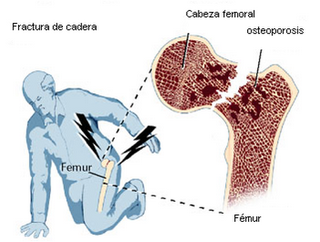 Fractura de cadera
Cabeza femoral
osteoporosis
Femur
Fémur